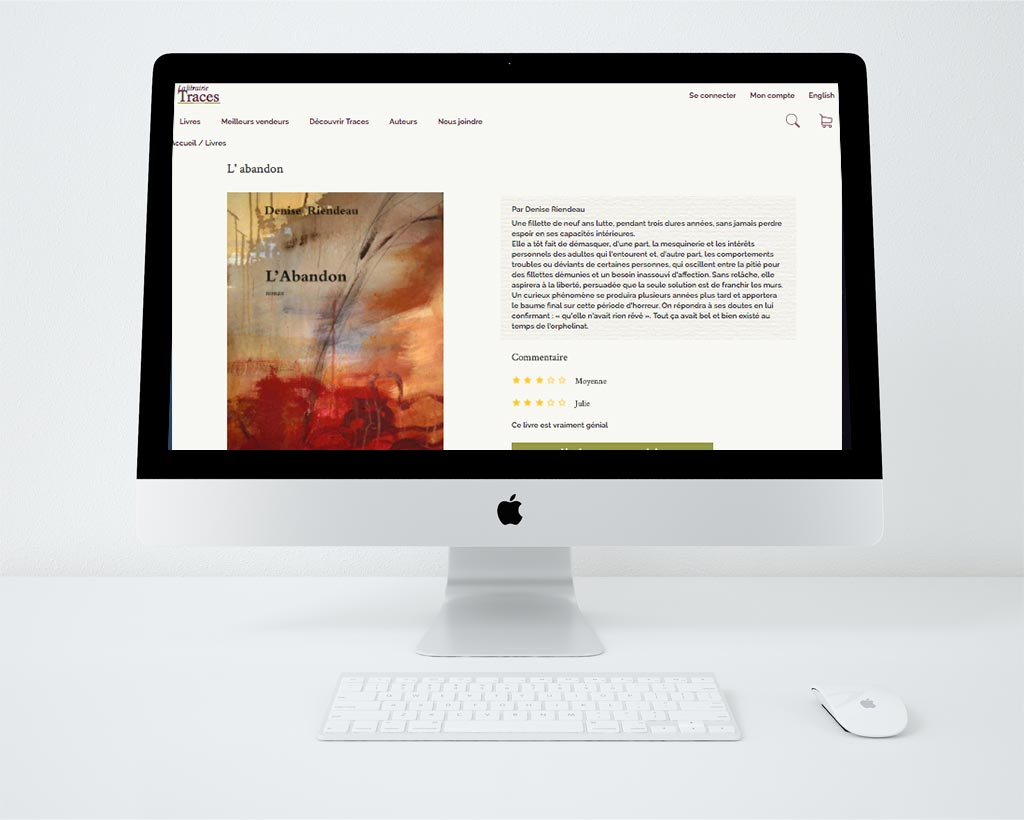 La librairie
Traces
Se connecter Mon compte English
Livres Meilleurs vendeurs Découvrir Traces Auteurs Nous joindre
Accueil / Livres
L' abandon
Denise Riendeau
L'Abandon
roman
Par Denise Riendeau
Une fillette de neuf ans lutte, pendant trois dures années, sans jamais perdre
espoir en ses capacités intérieures.
Elle a tôt fait de démasquer, d'une part, la mesquinerie et les intérêts
personnels des adultes qui l'entourent et, d'autre part, les comportements
troubles ou déviants de certaines personnes, qui oscillent entre la pitié pour
des fillettes démunies et un besoin inassouvi d'affection. Sans relâche, elle
aspirera à la liberté, persuadée que la seule solution est de franchir les murs.
Un curieux phénomène se produira plusieurs années plus tard et apportera
le baume final sur cette période d'horreur. On répondra à ses doutes en lui
confirmant : « qu'elle n'avait rien rêvé ». Tout ça avait bel et bien existé au
temps de l'orphelinat.
Commentaire
Moyenne
Julie
Ce livre est vraiment génial